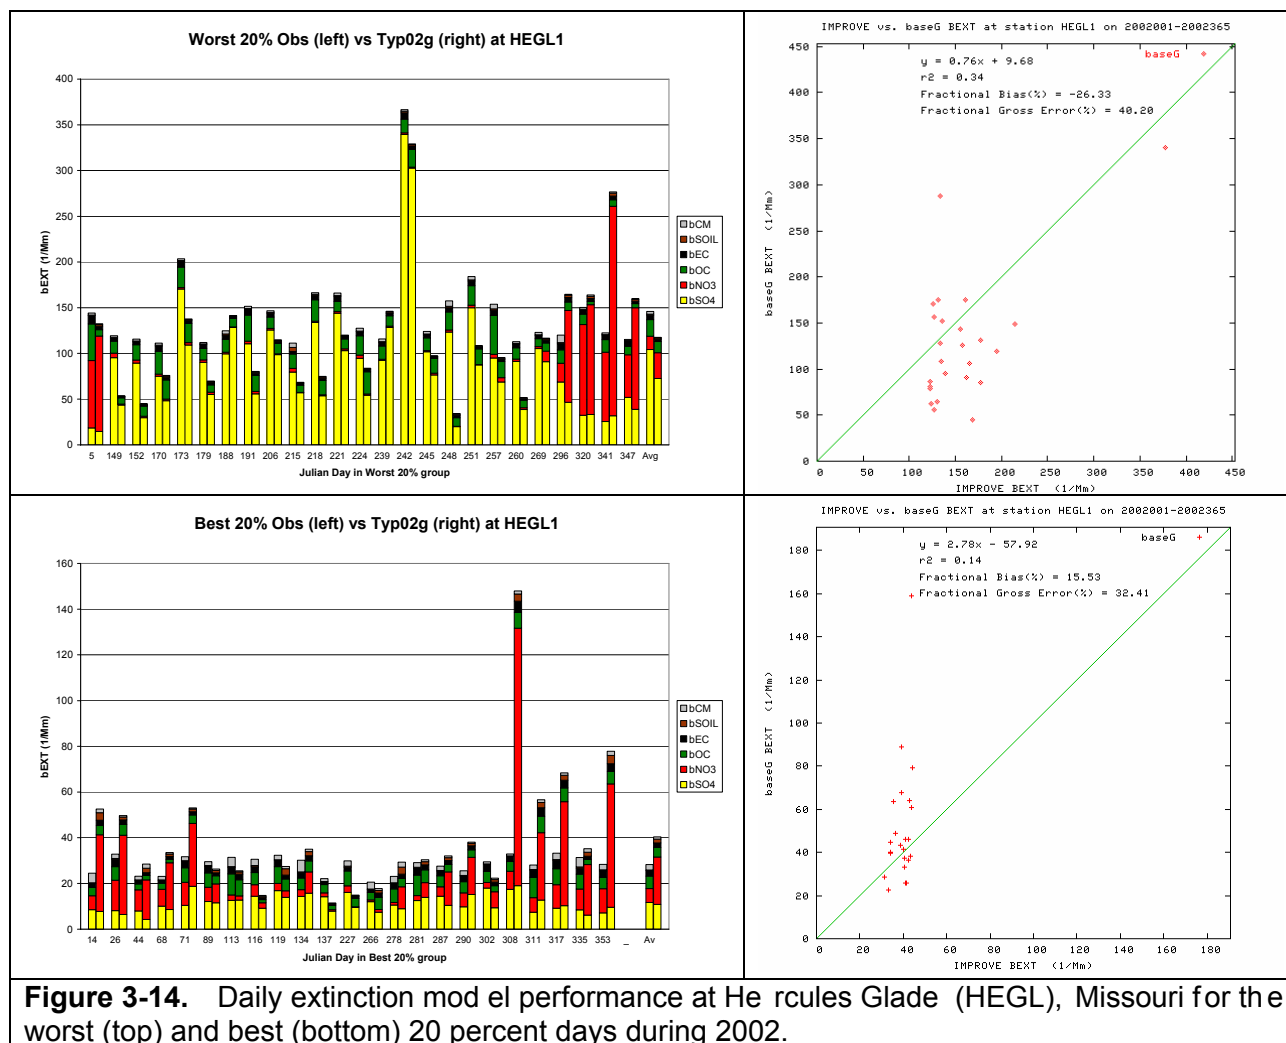 Worst 20% Obs (left) vs Typ02g (right) at HEGL1
400
350
300
250
200
150
100
50
0
bEXT (1/Mm)
5 149 152 170 173 179 188 191 206 215 218 221 224 239 242 245 248 251 257 260 269 296 320 341 347 Avg
Julian Day in Worst 20% group
bCM
bSOIL
bEC
bOC
bNO3
bSO4
IMPROVE vs. baseG BEXT at station HEGL1 on 2002001-2002365
450
400
350
300
250
200
150
100
50
0
baseG BEXT (1/Mm)
y = 0.76x + 9.68
r2 = 0.34
Fractional Bias(%) = -26.33
Fractional Gross Error(%) = 40.20
baseG
0 50 100 150 200 250 300 350 400 450
IMPROVE BEXT (1/Mm)
Best 20% Obs (left) vs Typ02g (right) at HEGL1
160
140
120
100
80
60
40
20
0
bEXT (1/Mm)
14 26 44 68 71 89 113 116 119 134 137 227 266 278 281 287 290 302 308 311 317 335 353 _ Av
Julian Day in Best 20% group
bCM
bSOIL
bEC
bOC
bNO3
bSO4
IMPROVE vs. baseG BEXT at station HEGL1 on 2002001-2002365
180
160
140
120
100
80
60
40
20
0
baseG BEXT (1/Mm)
y = 2.78x - 57.92
r2 = 0.14
Fractional Bias(%) = 15.53
Fractional Gross Error(%) = 32.41
baseG
0 20 40 60 80 100 120 140 160 180
IMPROVE BEXT (1/Mm)
Figure 3-14. Daily extinction mod el performance at He rcules Glade (HEGL), Missouri for the
worst (top) and best (bottom) 20 percent days during 2002.